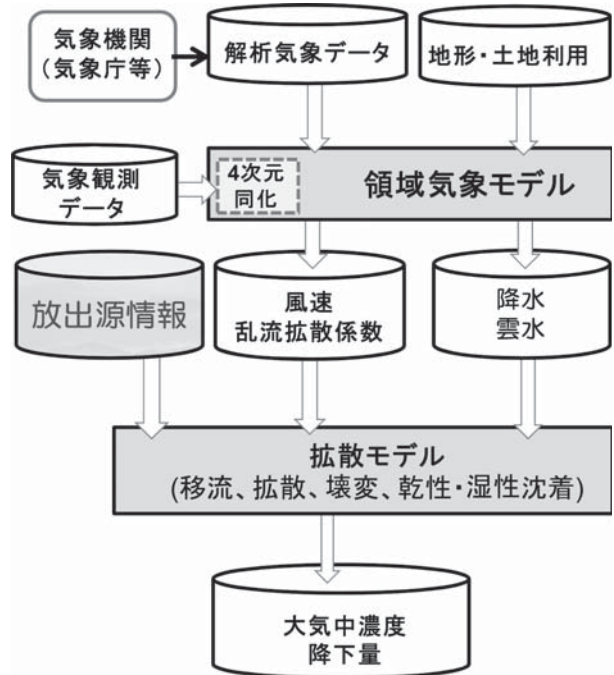 気象機関
(気象庁等)
解析気象データ
地形・土地利用
気象観測
データ
4次元
同化
領域気象モデル
放出源情報
風速
乱流拡散係数
降水
雲水
拡散モデル
(移流、拡散、壊変、乾性・湿性沈着)
大気中濃度
降下量